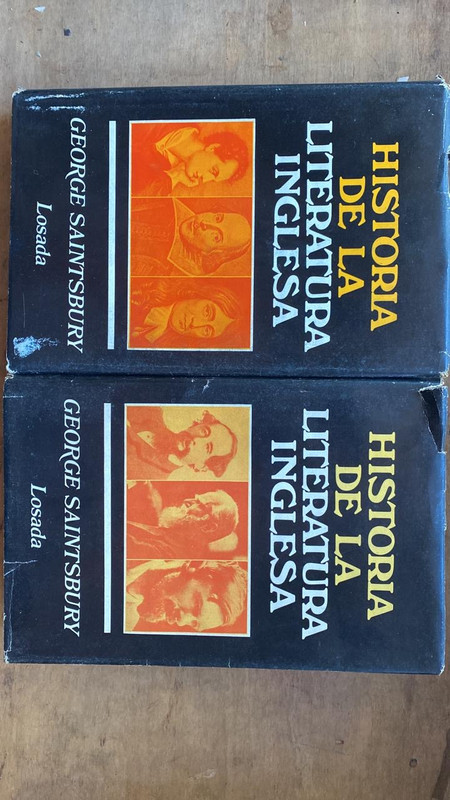 HISTORIA
DE LA
LITERATURA
INGLESA
GEORGE SAINTSBURY
Losada
HISTORIA
DE LA
LITERATURA
INGLESA
GEORGE SAINTSBURY
Losada